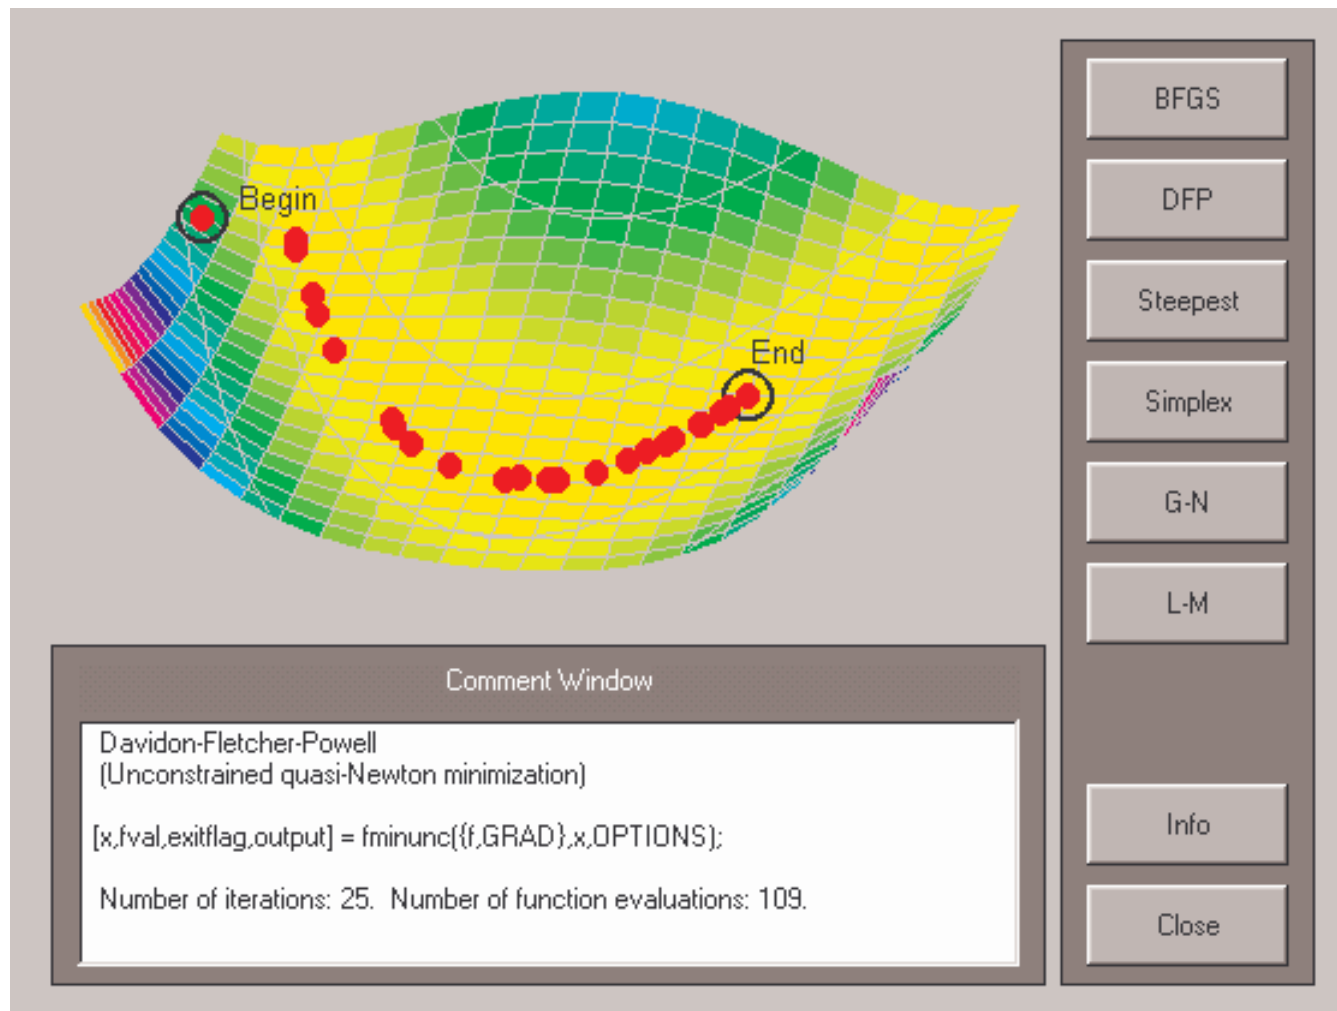 Begin
End
BFGS
DFP
Steepest
Simplex
G-N
L-M
Info
Close
Comment Window
Davidon-Fletcher-Powell
(Unconstrained quasi-Newton minimization)
[x,fval,exitflag,output] = fminunc({f,GRAD},x,OPTIONS);
Number of iterations: 25.  Number of function evaluations: 109.